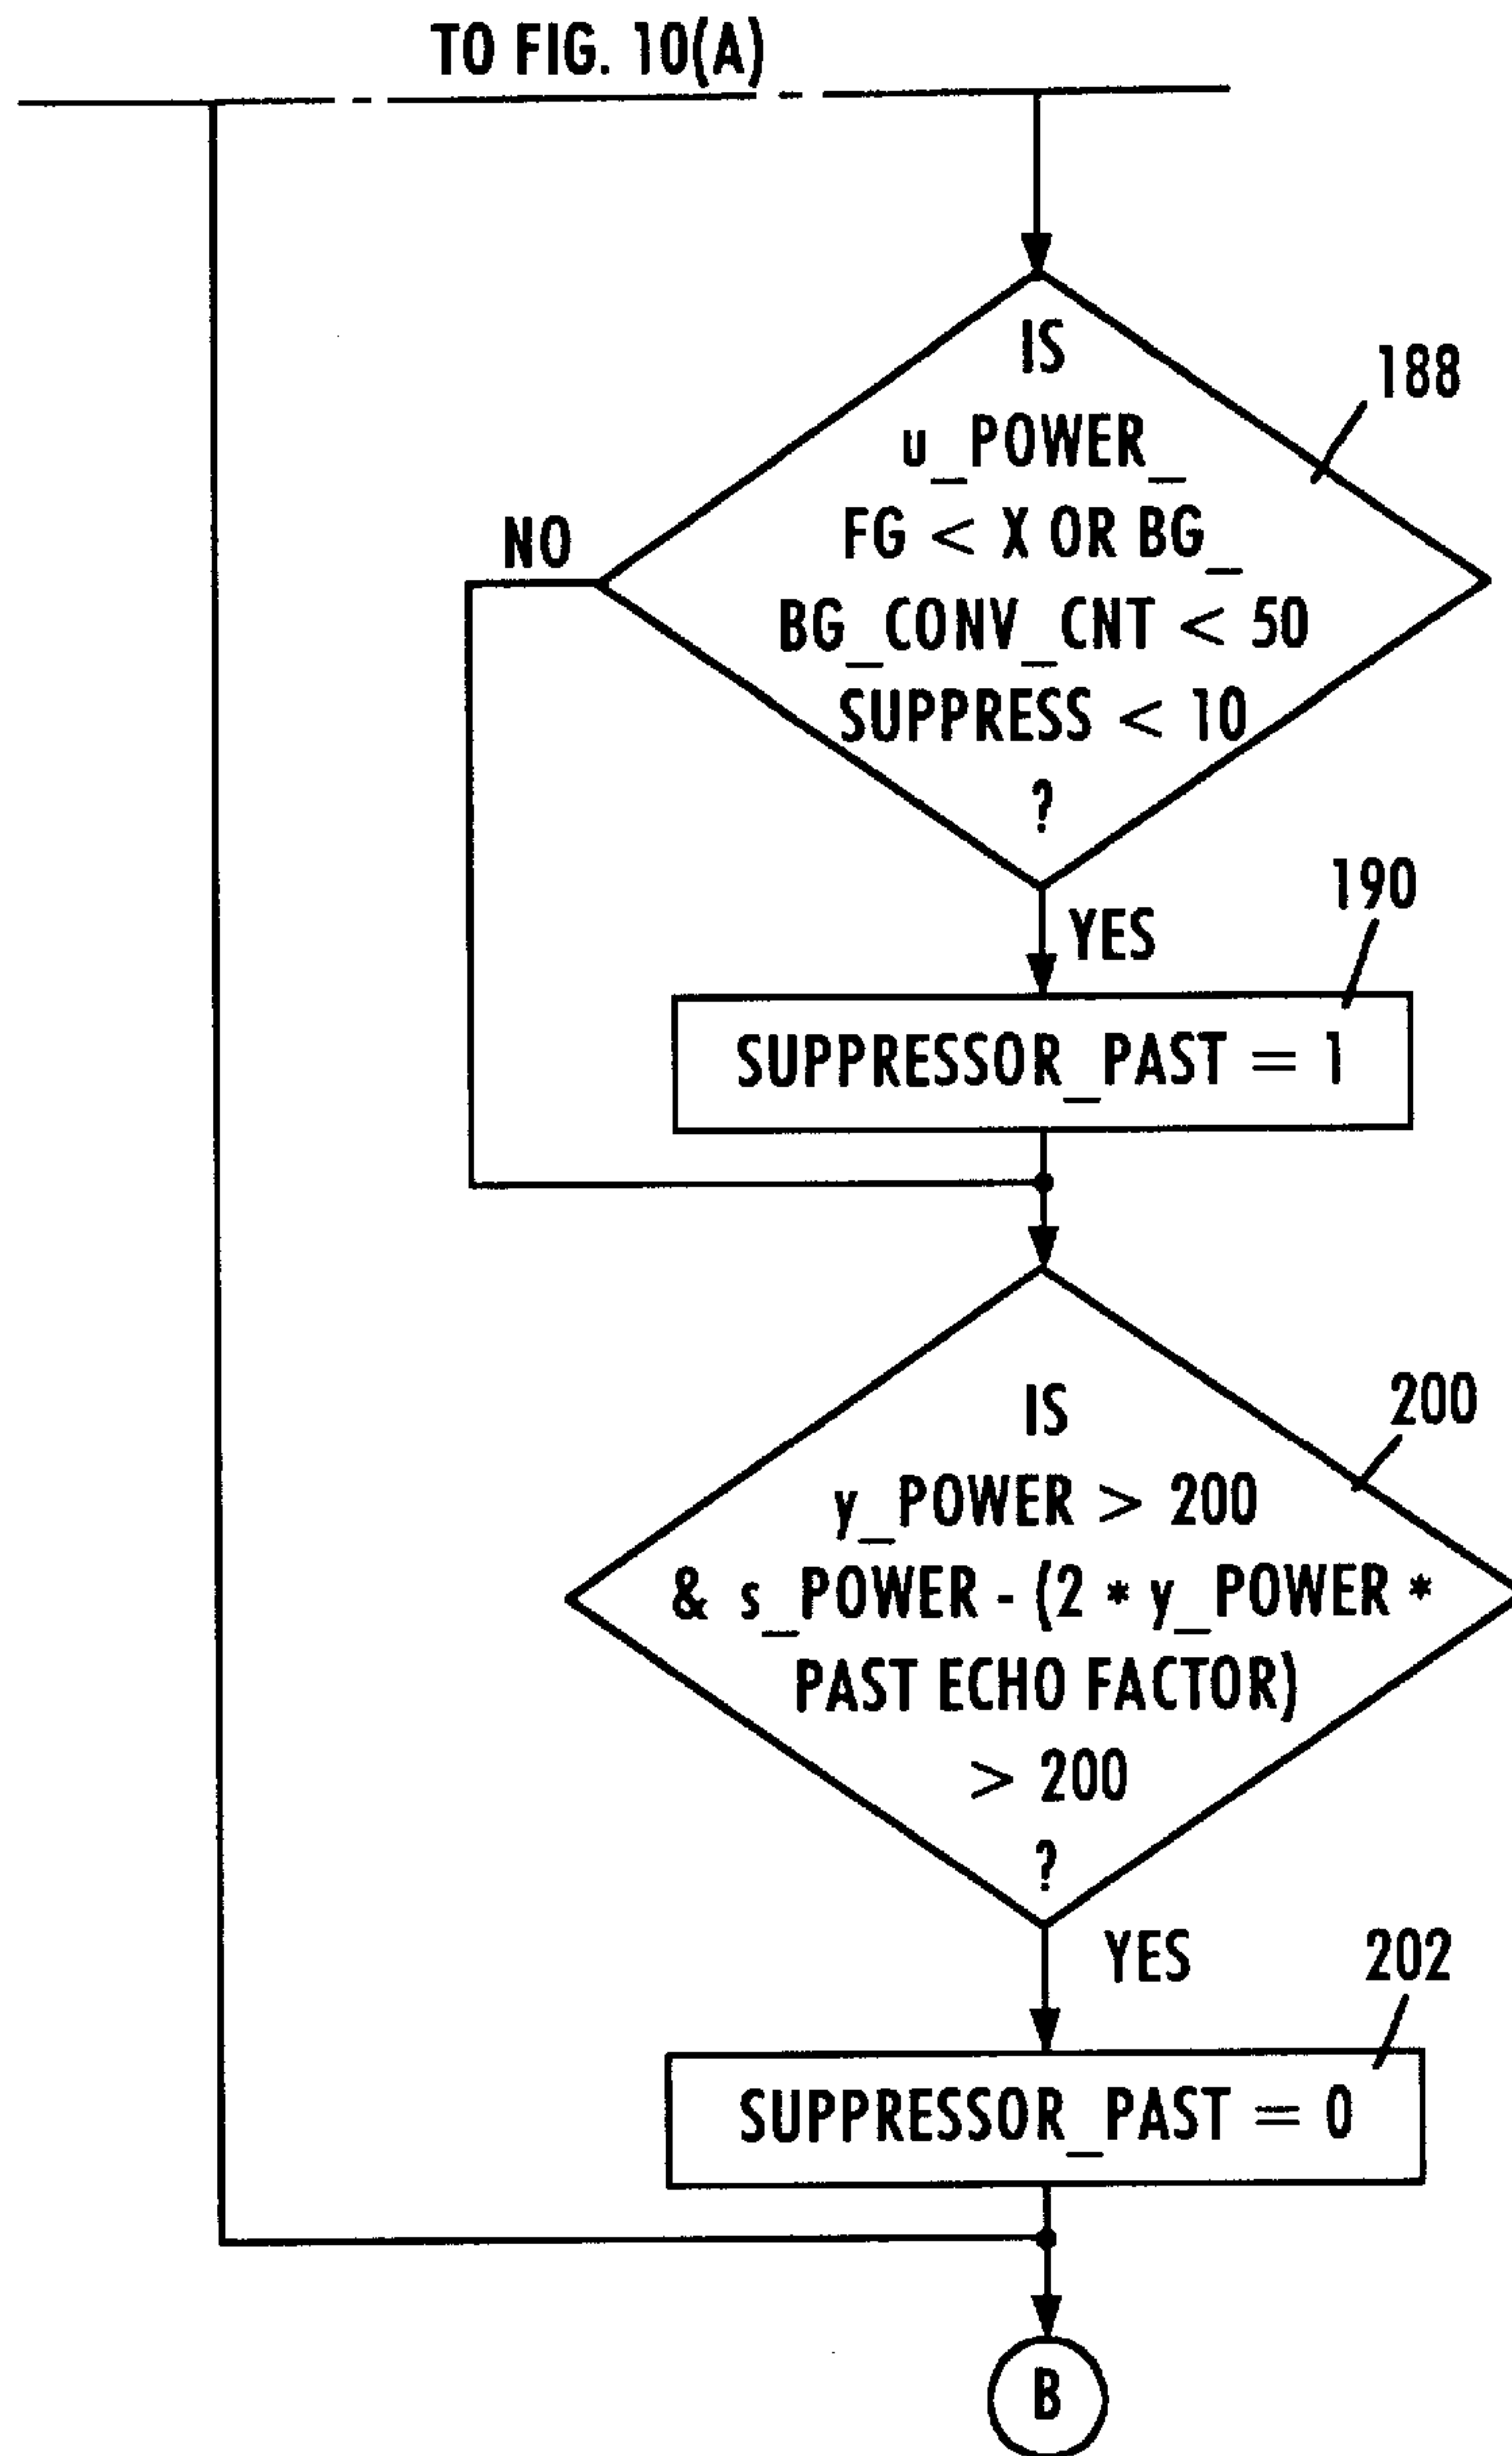 TO FIG. 10(A)
IS
u_POWER_
FG < X OR BG_
BG_CONV_CNT < 50
SUPPRESS < 10
?
188
NO
YES
190
SUPPRESSOR_PAST = 1
IS
y_POWER > 200
& s_POWER - (2 * y_POWER *
PAST ECHO FACTOR)
> 200
?
200
YES
202
SUPPRESSOR_PAST = 0
B